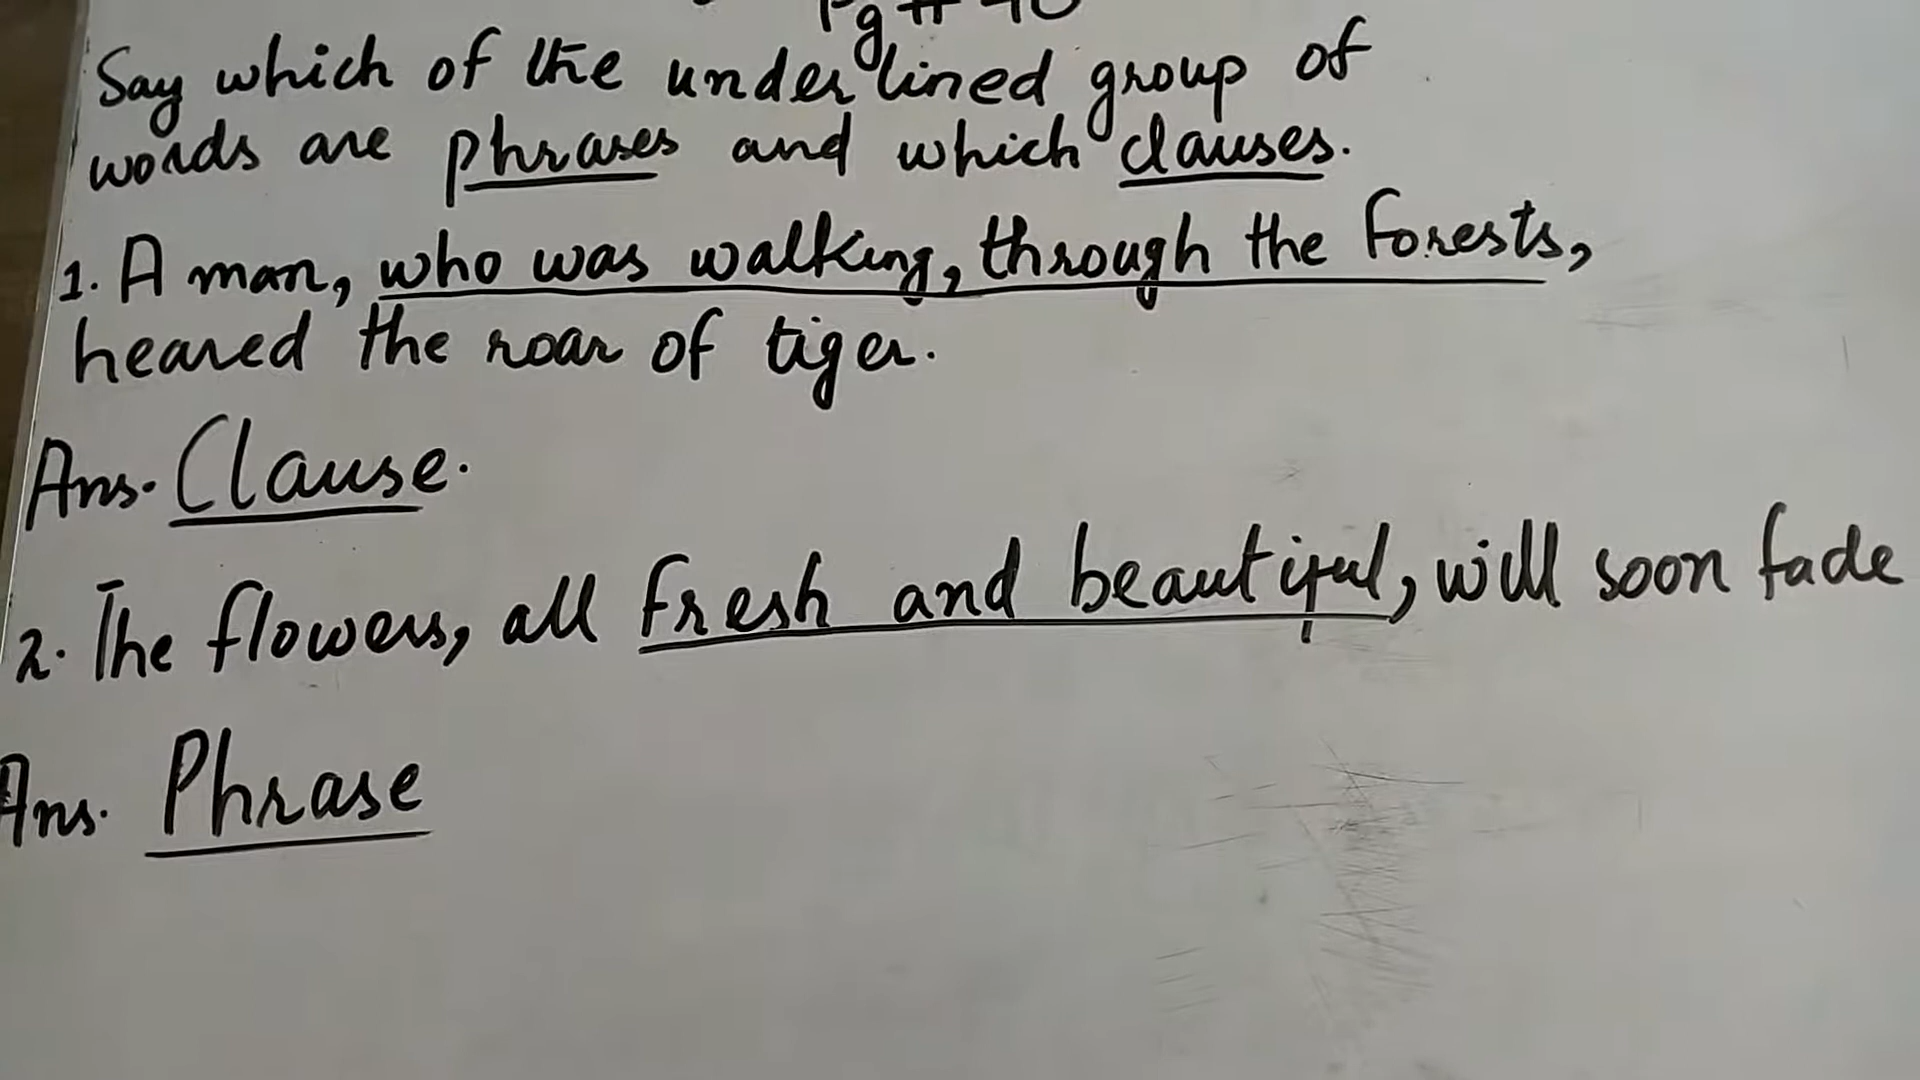 Say which of the underlined group of
words are phrases and which clauses.
1. A man, who was walking, through the forests,
heared the roar of tiger.
Ans. Clause.
2. The flowers, all fresh and beautiful, will soon fade
Ans. Phrase